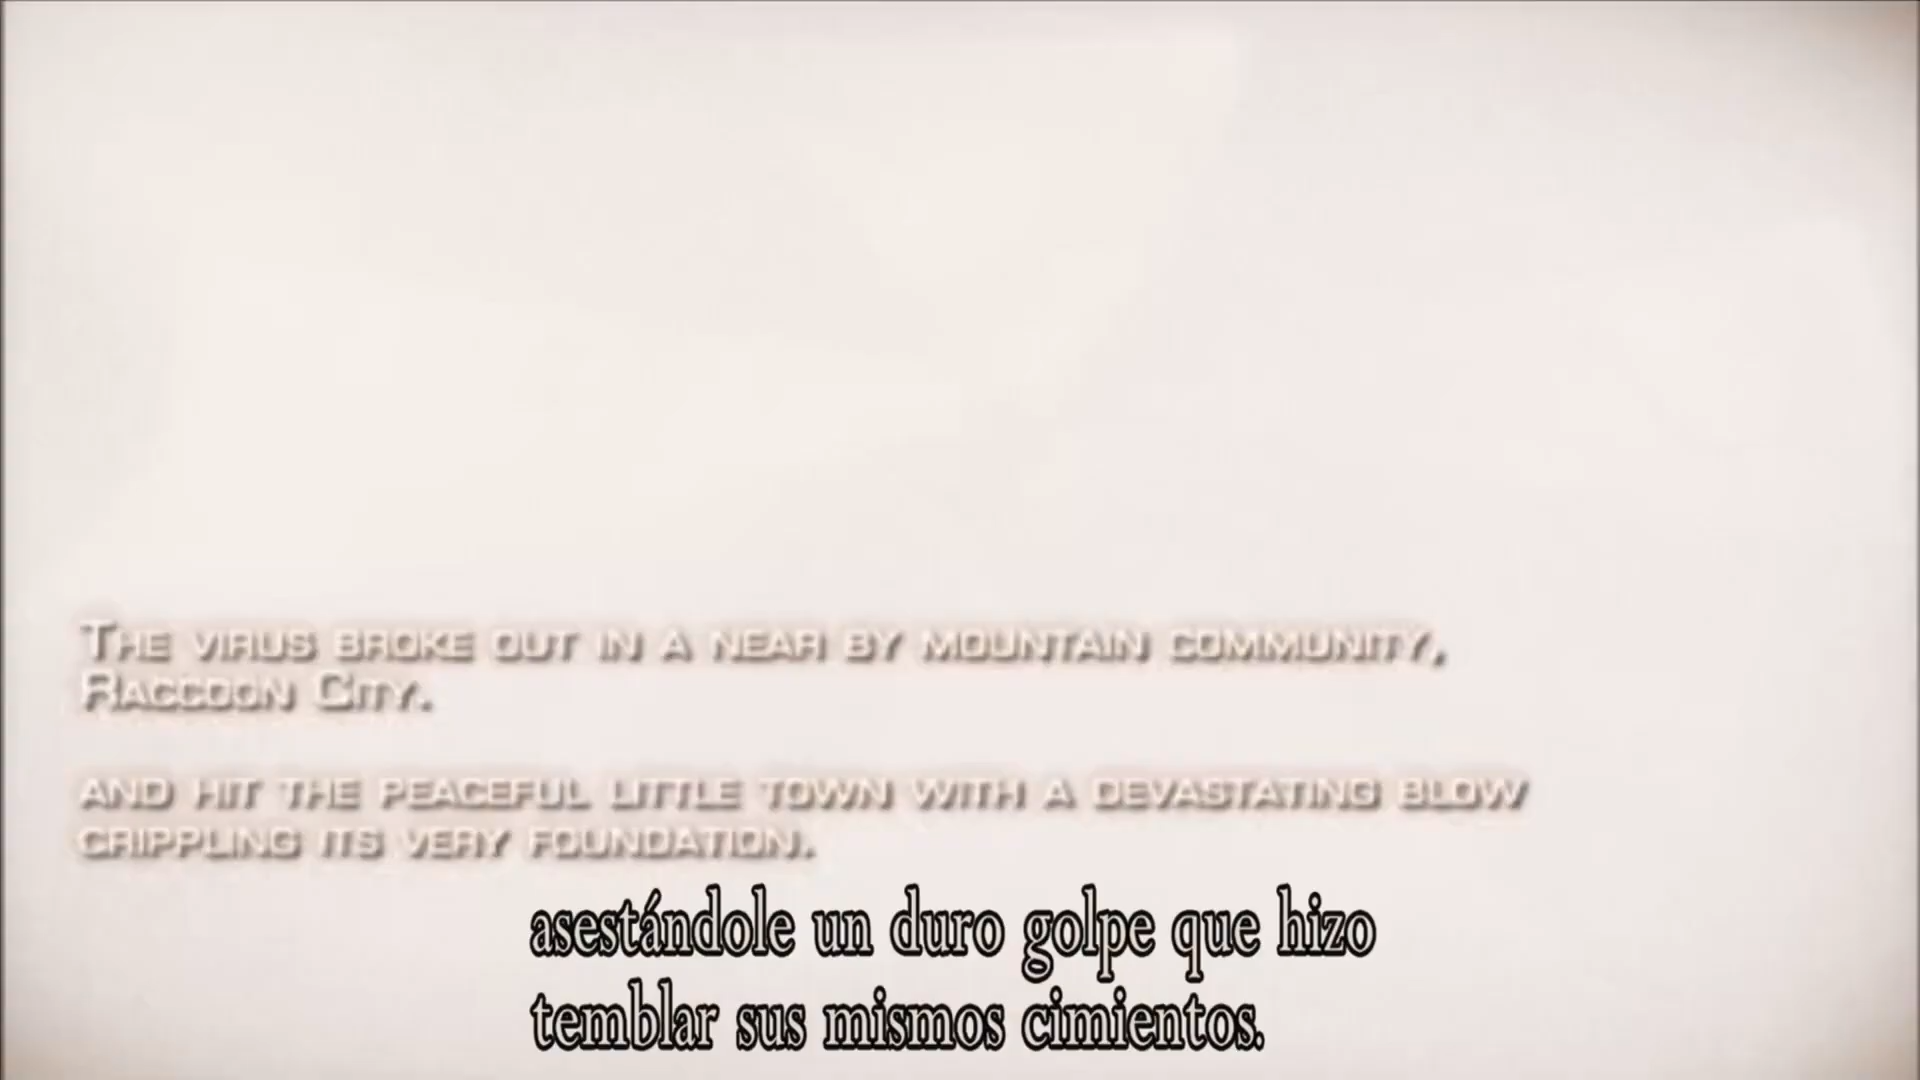 THE VIRUS BROKE OUT IN A NEAR BY MOUNTAIN COMMUNITY,
RACCOON CITY.
AND HIT THE PEACEFUL LITTLE TOWN WITH A DEVASTATING BLOW
CRIPPLING ITS VERY FOUNDATION.
asestándole un duro golpe que hizo
temblar sus mismos cimientos.